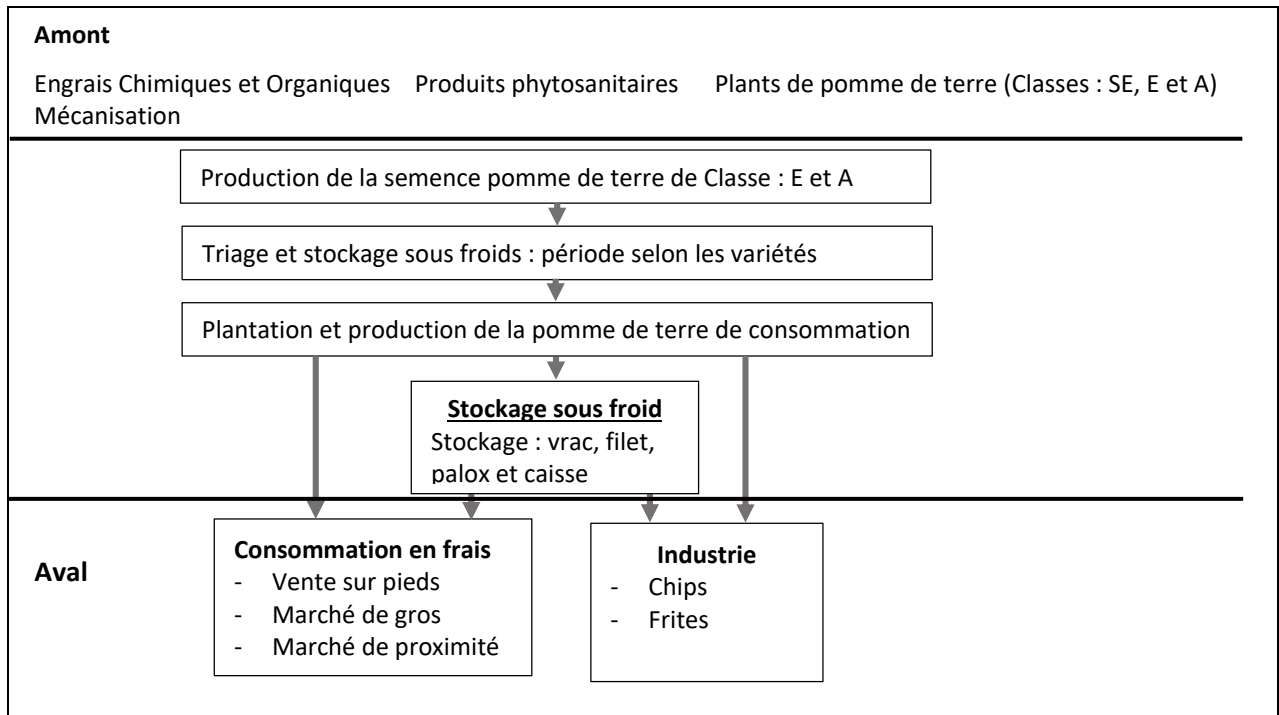 Amont
Engrais Chimiques et Organiques Produits phytosanitaires Plants de pomme de terre (Classes : SE, E et A)
Mécanisation
Production de la semence pomme de terre de Classe : E et A
Triage et stockage sous froids : période selon les variétés
Plantation et production de la pomme de terre de consommation
Stockage sous froid
Stockage : vrac, filet,
palox et caisse
Aval
Consommation en frais
- Vente sur pieds
- Marché de gros
- Marché de proximité
Industrie
- Chips
- Frites